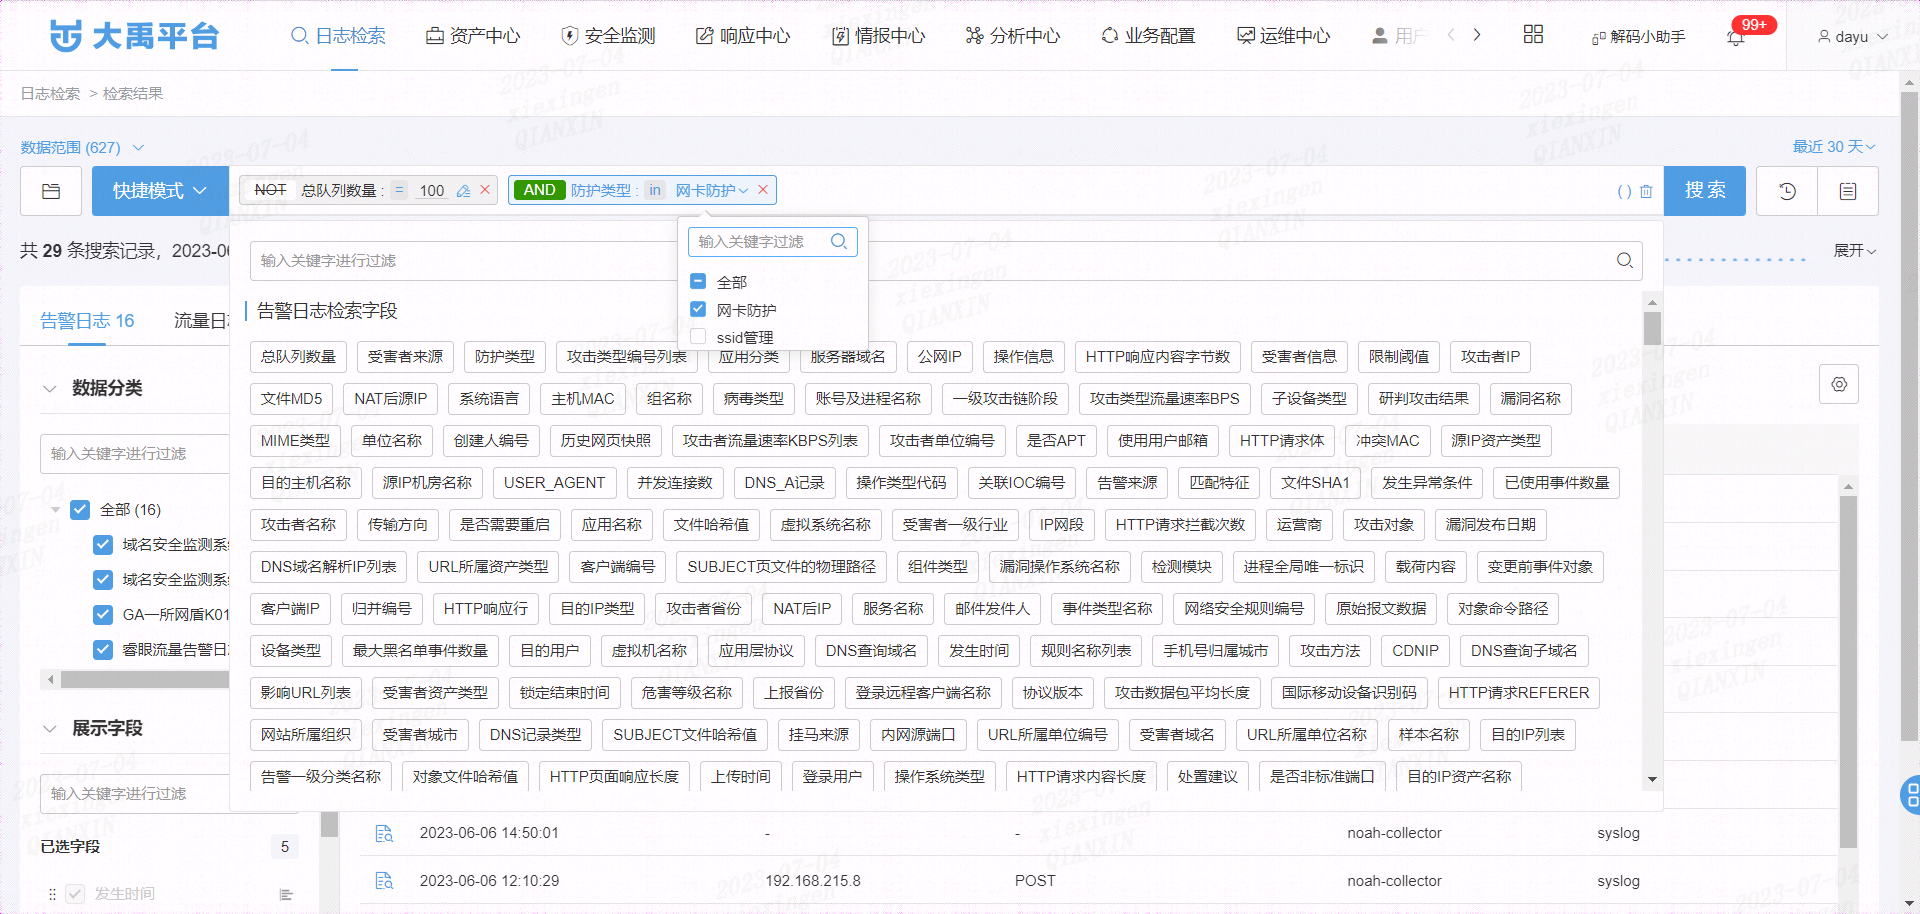 大禹平台
日志检索 资产中心 安全监测 响应中心 情报中心 分析中心 业务配置 运维中心 用户 解码小助手 99+ dayu
日志检索 > 检索结果
数据范围 (627) 最近 30 天
快捷模式 NOT 总队列数量 : = 100 AND 防护类型 : in 网卡防护 ( ) 搜索
共 29 条搜索记录，2023-0 展开
输入关键字过滤
全部
网卡防护
ssid管理
输入关键字进行过滤
告警日志检索字段
告警日志 16 流量日
总队列数量 受害者来源 防护类型 攻击类型编号列表 应用分类 服务器域名 公网IP 操作信息 HTTP响应内容字节数 受害者信息 限制阈值 攻击者IP
文件MD5 NAT后源IP 系统语言 主机MAC 组名称 病毒类型 账号及进程名称 一级攻击链阶段 攻击类型流量速率BPS 子设备类型 研判攻击结果 漏洞名称
MIME类型 单位名称 创建人编号 历史网页快照 攻击者流量速率KBPS列表 攻击者单位编号 是否APT 使用用户邮箱 HTTP请求体 冲突MAC 源IP资产类型
目的主机名称 源IP机房名称 USER_AGENT 并发连接数 DNS_A记录 操作类型代码 关联IOC编号 告警来源 匹配特征 文件SHA1 发生异常条件 已使用事件数量
攻击者名称 传输方向 是否需要重启 应用名称 文件哈希值 虚拟系统名称 受害者一级行业 IP网段 HTTP请求拦截次数 运营商 攻击对象 漏洞发布日期
DNS域名解析IP列表 URL所属资产类型 客户端编号 SUBJECT页文件的物理路径 组件类型 漏洞操作系统名称 检测模块 进程全局唯一标识 载荷内容 变更前事件对象
客户端IP 归并编号 HTTP响应行 目的IP类型 攻击者省份 NAT后IP 服务名称 邮件发件人 事件类型名称 网络安全规则编号 原始报文数据 对象命令路径
设备类型 最大黑名单事件数量 目的用户 虚拟机名称 应用层协议 DNS查询域名 发生时间 规则名称列表 手机号归属城市 攻击方法 CDNIP DNS查询子域名
影响URL列表 受害者资产类型 锁定结束时间 危害等级名称 上报省份 登录远程客户端名称 协议版本 攻击数据包平均长度 国际移动设备识别码 HTTP请求REFERER
网站所属组织 受害者城市 DNS记录类型 SUBJECT文件哈希值 挂马来源 内网源端口 URL所属单位编号 受害者域名 URL所属单位名称 样本名称 目的IP列表
告警一级分类名称 对象文件哈希值 HTTP页面响应长度 上传时间 登录用户 操作系统类型 HTTP请求内容长度 处置建议 是否非标准端口 目的IP资产名称
数据分类
输入关键字进行过滤
全部 (16)
域名安全监测系
域名安全监测系
GA一所网盾K01
睿眼流量告警日
展示字段
输入关键字进行过滤
已选字段 5
发生时间
2023-06-06 14:50:01 - - noah-collector syslog
2023-06-06 12:10:29 192.168.215.8 POST noah-collector syslog
2023-07-04
xiexingen
QIANXIN